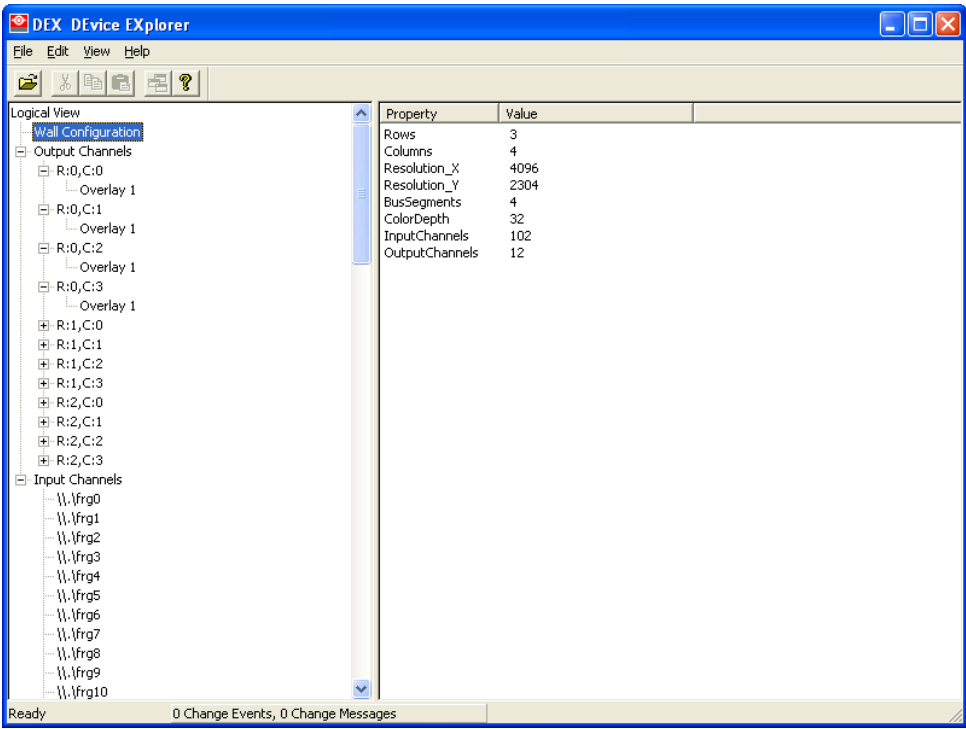 DEX DEvice EXplorer
File Edit View Help
Logical View
Wall Configuration
Output Channels
R:0,C:0
Overlay 1
R:0,C:1
Overlay 1
R:0,C:2
Overlay 1
R:0,C:3
Overlay 1
R:1,C:0
R:1,C:1
R:1,C:2
R:1,C:3
R:2,C:0
R:2,C:1
R:2,C:2
R:2,C:3
Input Channels
\\.\frg0
\\.\frg1
\\.\frg2
\\.\frg3
\\.\frg4
\\.\frg5
\\.\frg6
\\.\frg7
\\.\frg8
\\.\frg9
\\.\frg10
Property Value
Rows 3
Columns 4
Resolution_X 4096
Resolution_Y 2304
BusSegments 4
ColorDepth 32
InputChannels 102
OutputChannels 12
Ready 0 Change Events, 0 Change Messages